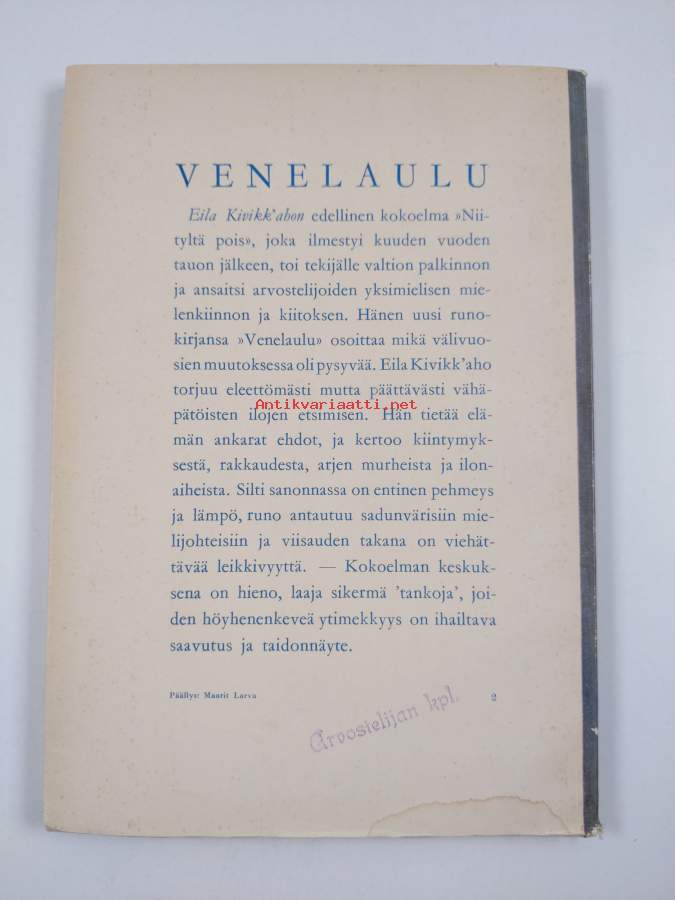 VENELAULU
Eila Kivikk'ahon edellinen kokoelma »Nii-
tyltä pois», joka ilmestyi kuuden vuoden
tauon jälkeen, toi tekijälle valtion palkinnon
ja ansaitsi arvostelijoiden yksimielisen mie-
lenkiinnon ja kiitoksen. Hänen uusi runo-
kirjansa »Venelaulu» osoittaa mikä välivuo-
sien muutoksessa oli pysyvää. Eila Kivikk'aho
torjuu eleettömästi mutta päättävästi vähä-
Antikvariaatti.net
pätöisten ilojen etsimisen. Hän tietää elä-
män ankarat ehdot, ja kertoo kiintymyk-
sestä, rakkaudesta, arjen murheista ja ilon-
aiheista. Silti sanonnassa on entinen pehmeys
ja lämpö, runo antautuu sadunvärisiin mie-
lijohteisiin ja viisauden takana on viehät-
tävää leikkivyyttä. — Kokoelman keskuk-
sena on hieno, laaja sikermä 'tankoja', joi-
den höyhenenkeveä ytimekkyys on ihailtava
saavutus ja taidonnäyte.
Päällys: Maarit Larva 2
Arvostelijan kpl.